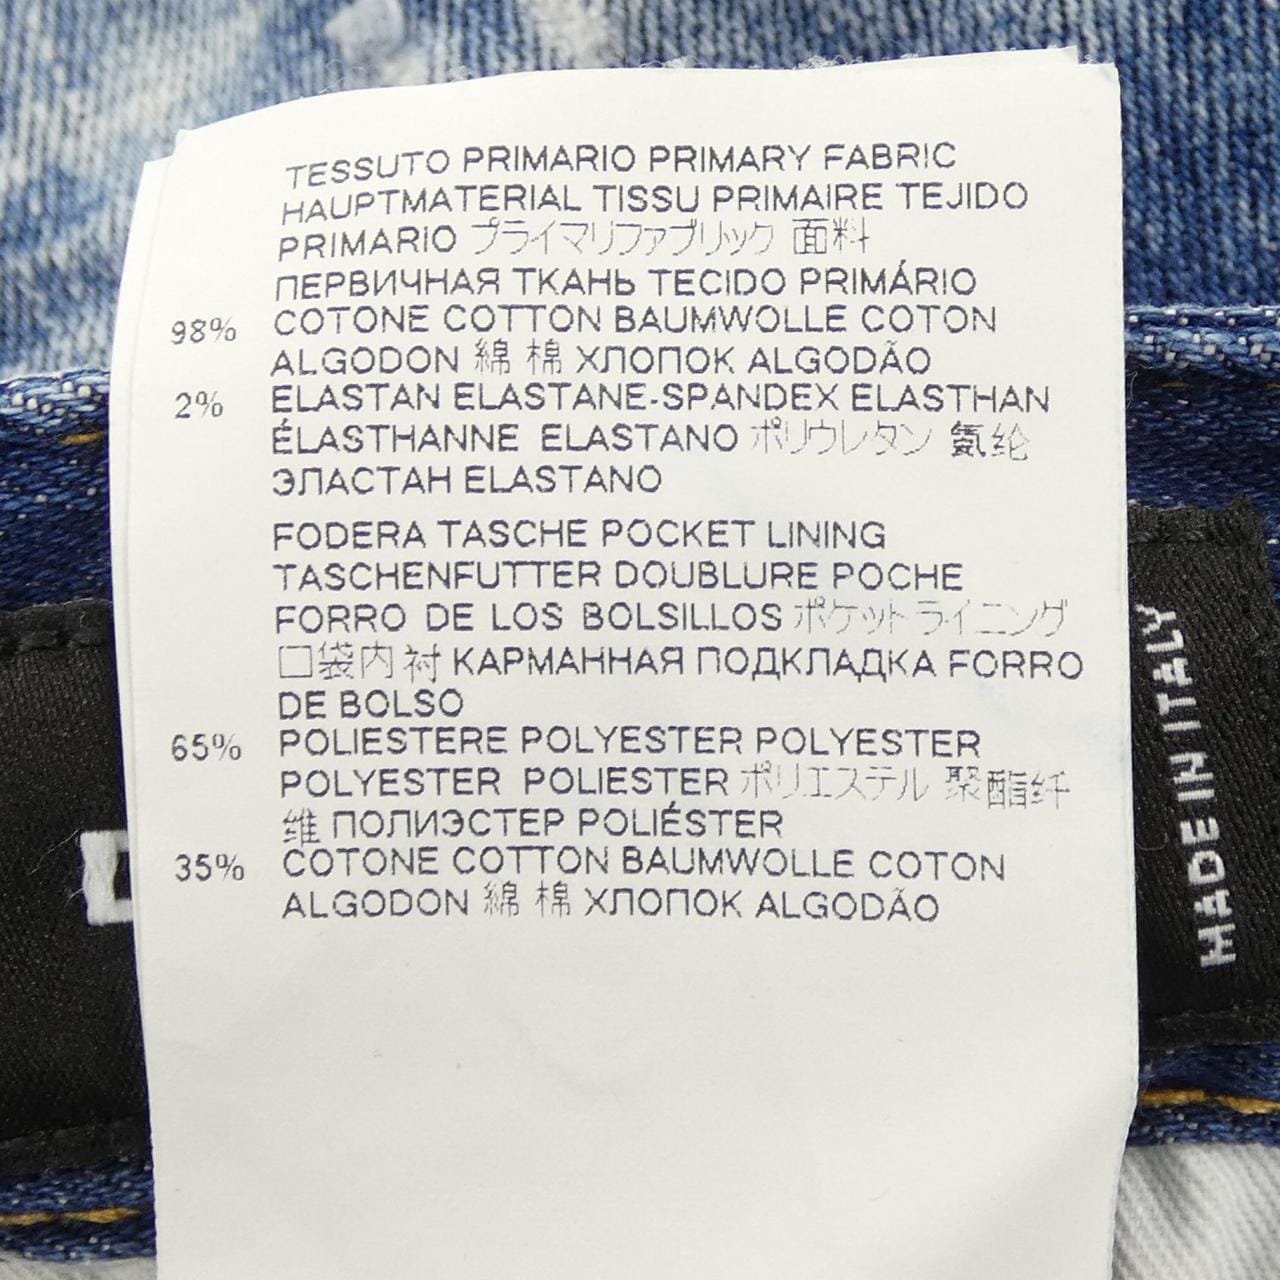 TESSUTO PRIMARIO PRIMARY FABRIC
HAUPTMATERIAL TISSU PRIMAIRE TEJIDO
PRIMARIO プライマリファブリック 面料
ПЕРВИЧНАЯ ТКАНЬ TECIDO PRIMÁRIO
98% COTONE COTTON BAUMWOLLE COTON
ALGODON 綿 棉 ХЛОПОК ALGODÃO
2% ELASTAN ELASTANE-SPANDEX ELASTHAN
ÉLASTHANNE ELASTANO ポリウレタン 氨纶
ЭЛАСТАН ELASTANO
FODERA TASCHE POCKET LINING
TASCHENFUTTER DOUBLURE POCHE
FORRO DE LOS BOLSILLOS ポケットライニング
口袋内衬 КАРМАННАЯ ПОДКЛАДКА FORRO
DE BOLSO
65% POLIESTERE POLYESTER POLYESTER
POLYESTER POLIESTER ポリエステル 聚酯纤
维 ПОЛИЭСТЕР POLIÉSTER
35% COTONE COTTON BAUMWOLLE COTON
ALGODON 綿 棉 ХЛОПОК ALGODÃO
MADE IN ITALY